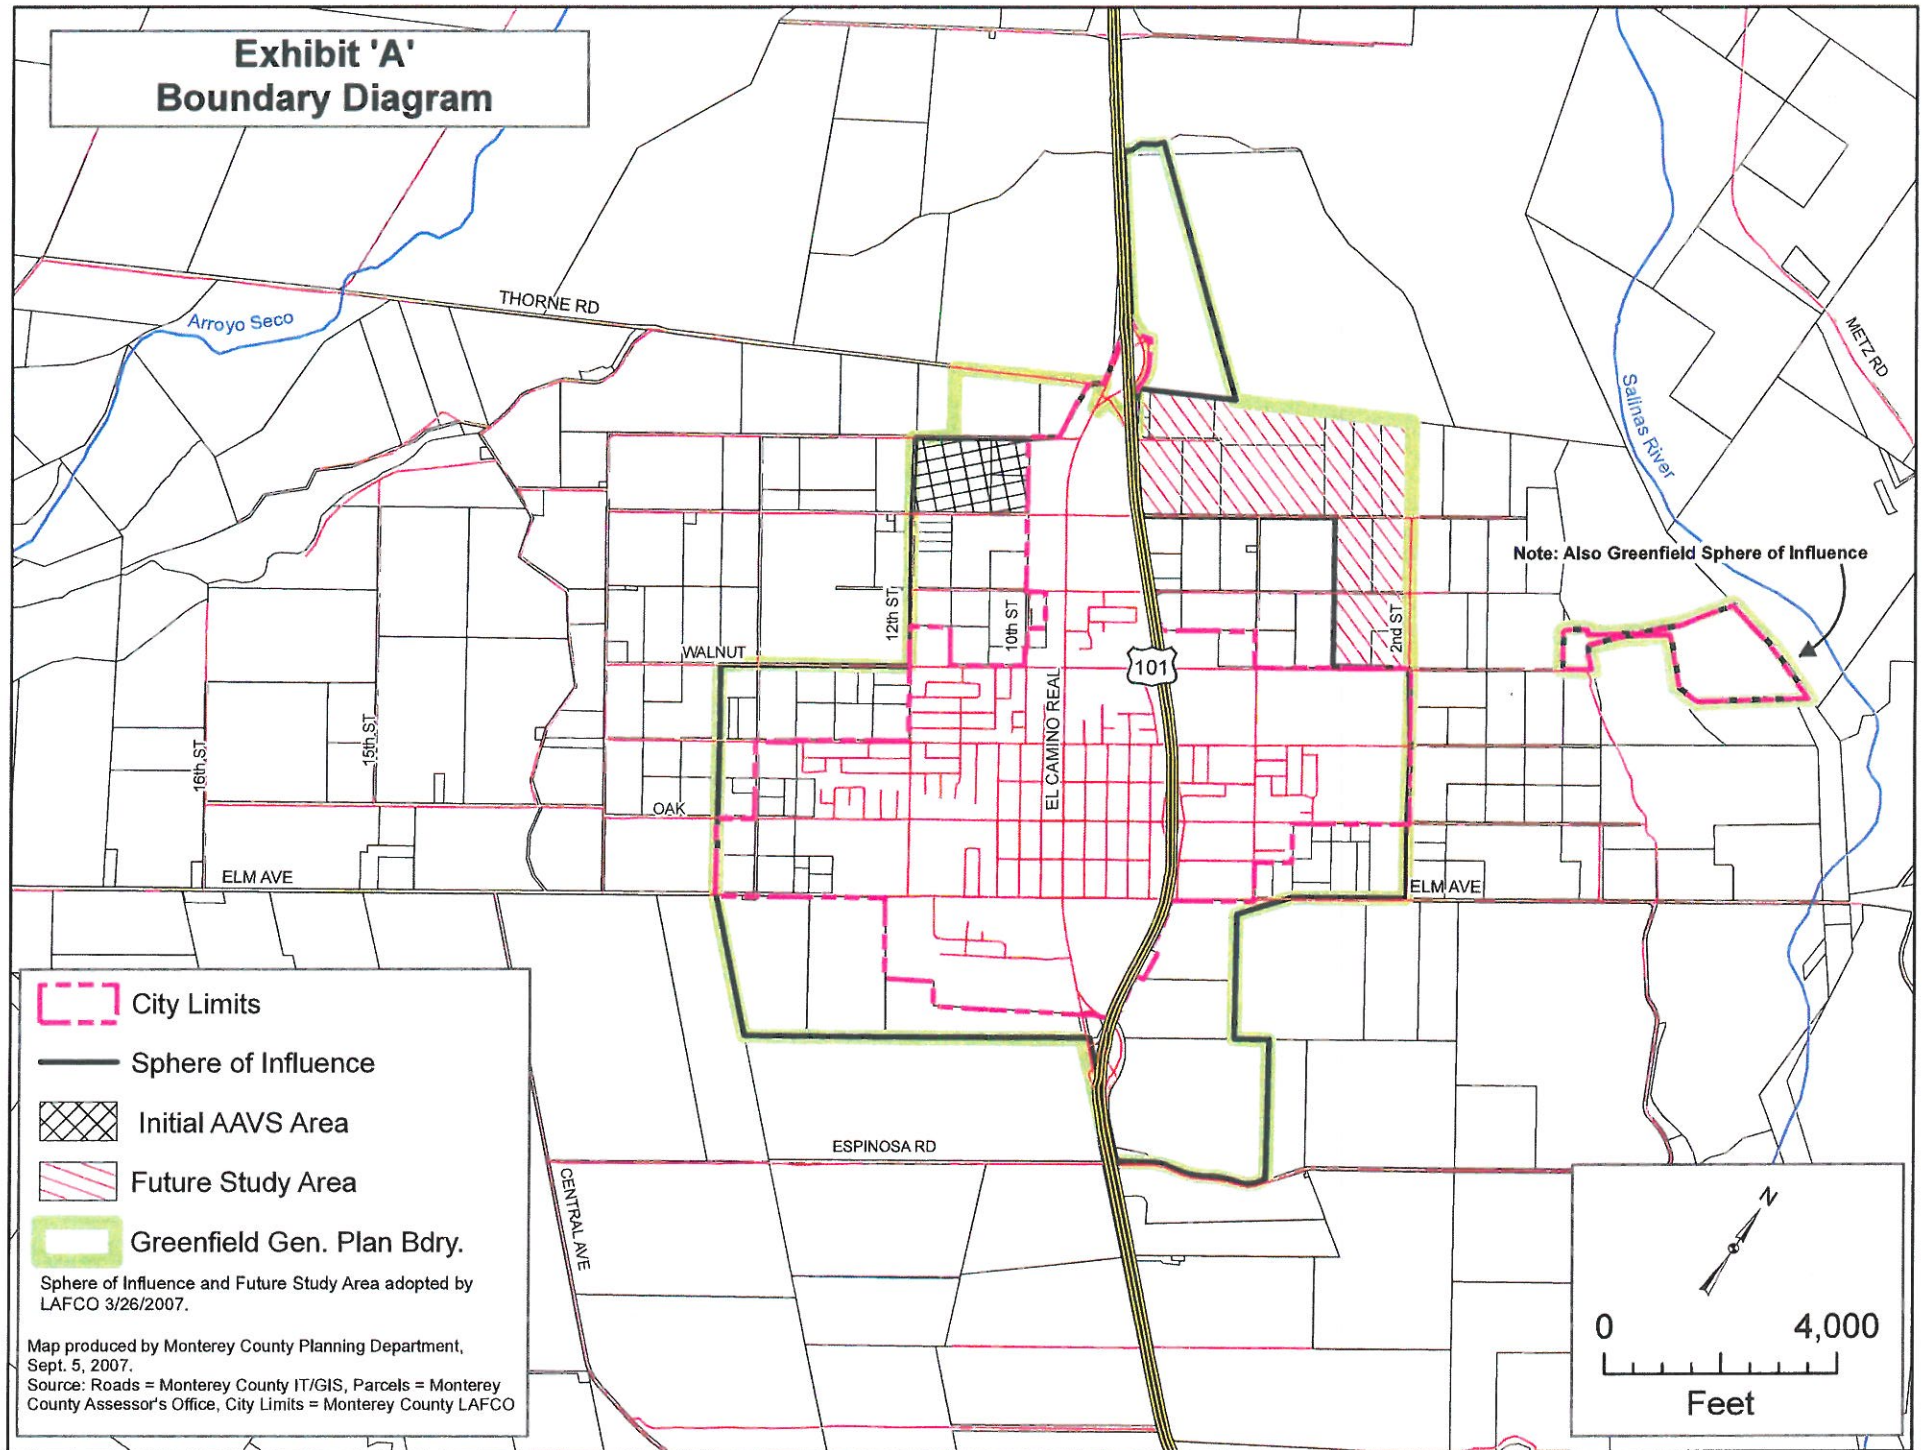 Exhibit 'A'
Boundary Diagram
THORNE RD
Arroyo Seco
METZ RD
Salinas River
Note: Also Greenfield Sphere of Influence
12th ST
10th ST
2nd ST
WALNUT
101
EL CAMINO REAL
16th ST
15th ST
OAK
ELM AVE
ELM AVE
City Limits
Sphere of Influence
Initial AAVS Area
Future Study Area
Greenfield Gen. Plan Bdry.
Sphere of Influence and Future Study Area adopted by
LAFCO 3/26/2007.
Map produced by Monterey County Planning Department,
Sept. 5, 2007.
Source: Roads = Monterey County IT/GIS, Parcels = Monterey
County Assessor's Office, City Limits = Monterey County LAFCO
ESPINOSA RD
CENTRAL AVE
N
0 4,000
Feet